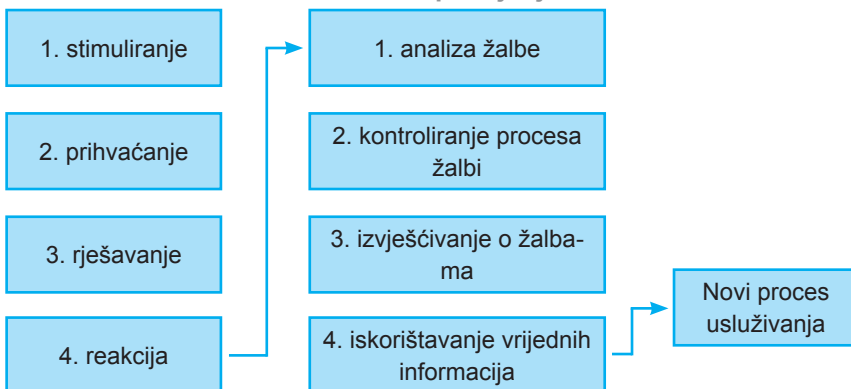 1. stimuliranje
2. prihvaćanje
3. rješavanje
4. reakcija
1. analiza žalbe
2. kontroliranje procesa
žalbi
3. izvješćivanje o žalba-
ma
4. iskorištavanje vrijednih
informacija
Novi proces
usluživanja